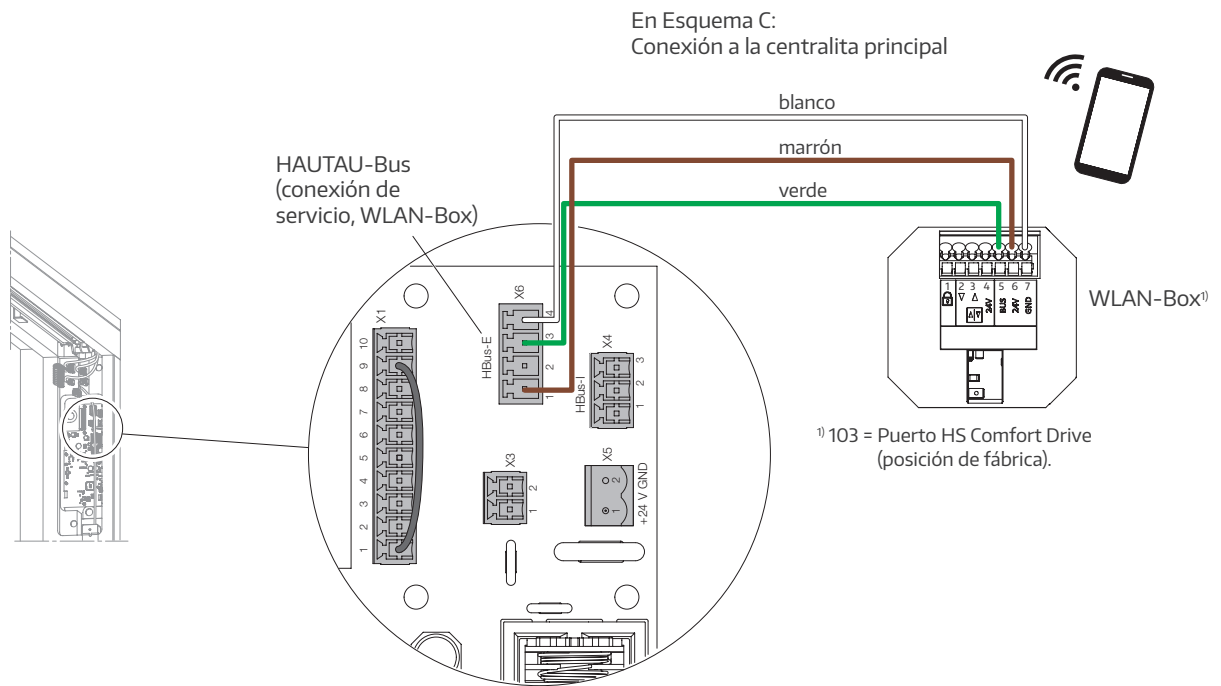 En Esquema C:
Conexión a la centralita principal
blanco
marrón
verde
HAUTAU-Bus
(conexión de
servicio, WLAN-Box)
X1
10
9
8
7
6
5
4
3
2
1
X6
HBus-E
4
3
2
1
X4
HBus-I
3
2
1
X3
2
1
X5
2
1
+24 V GND
1 2 3 4 5 6 7
24V BUS 24V GND
WLAN-Box¹⁾
¹⁾ 103 = Puerto HS Comfort Drive
(posición de fábrica).